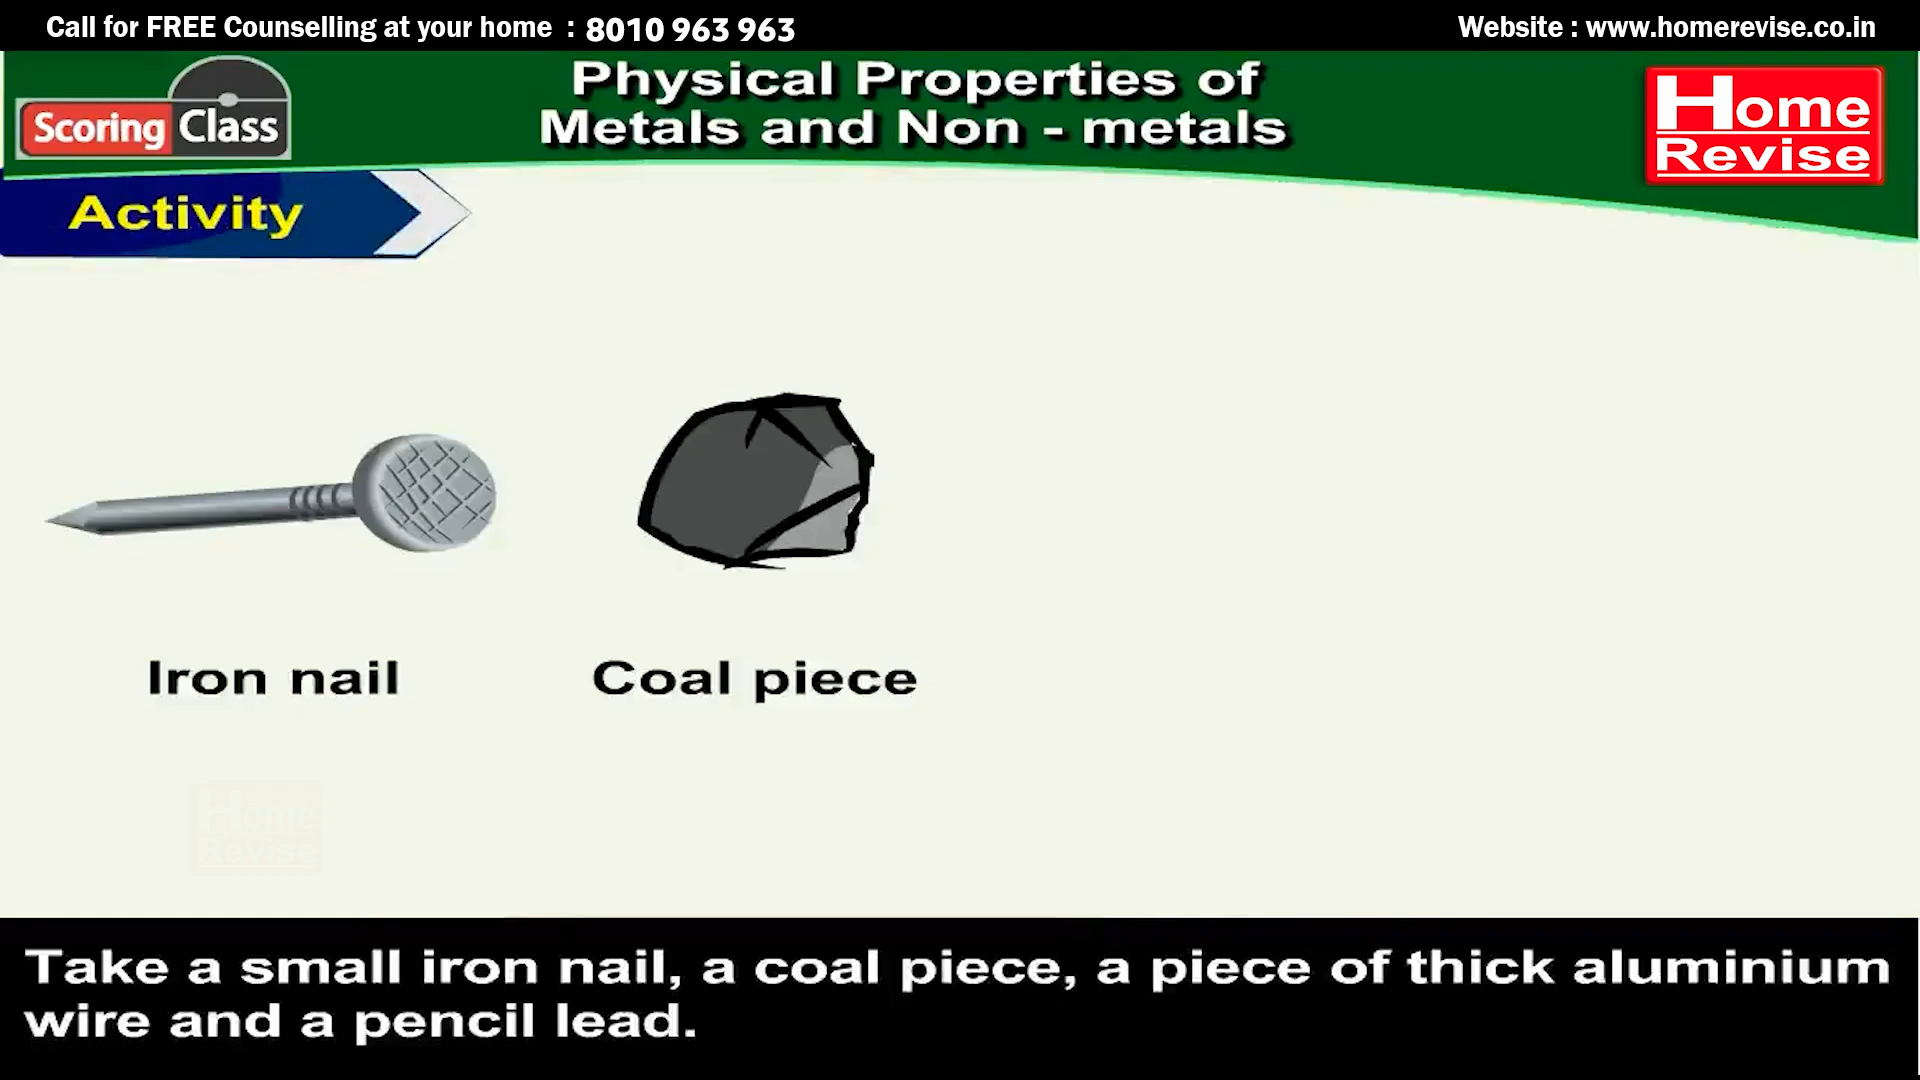 Call for FREE Counselling at your home : 8010 963 963
Website : www.homerevise.co.in
Scoring Class
Physical Properties of
Metals and Non - metals
Home
Revise
Activity
Iron nail
Coal piece
Home
Revise
Take a small iron nail, a coal piece, a piece of thick aluminium
wire and a pencil lead.